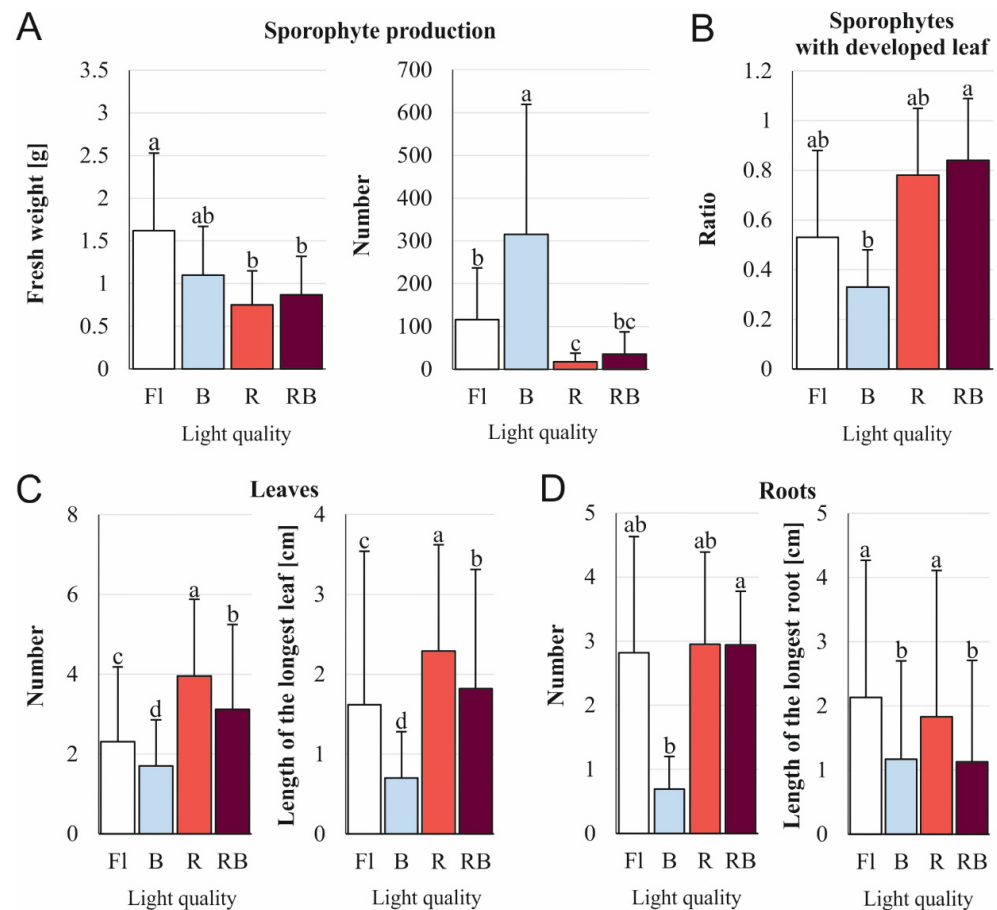 A
Sporophyte production
Fresh weight [g]
3.5
3
2.5
2
1.5
1
0.5
0
a
ab
b
b
Fl B R RB
Light quality
Number
700
600
500
400
300
200
100
0
b
a
c
bc
Fl B R RB
Light quality
B
Sporophytes
with developed leaf
Ratio
1.2
1
0.8
0.6
0.4
0.2
0
ab
b
ab
a
Fl B R RB
Light quality
C
Leaves
Number
8
6
4
2
0
c
d
a
b
Fl B R RB
Light quality
Length of the longest leaf [cm]
4
3
2
1
0
c
d
a
b
Fl B R RB
Light quality
D
Roots
Number
5
4
3
2
1
0
ab
b
ab
a
Fl B R RB
Light quality
Length of the longest root [cm]
5
4
3
2
1
0
a
b
a
b
Fl B R RB
Light quality